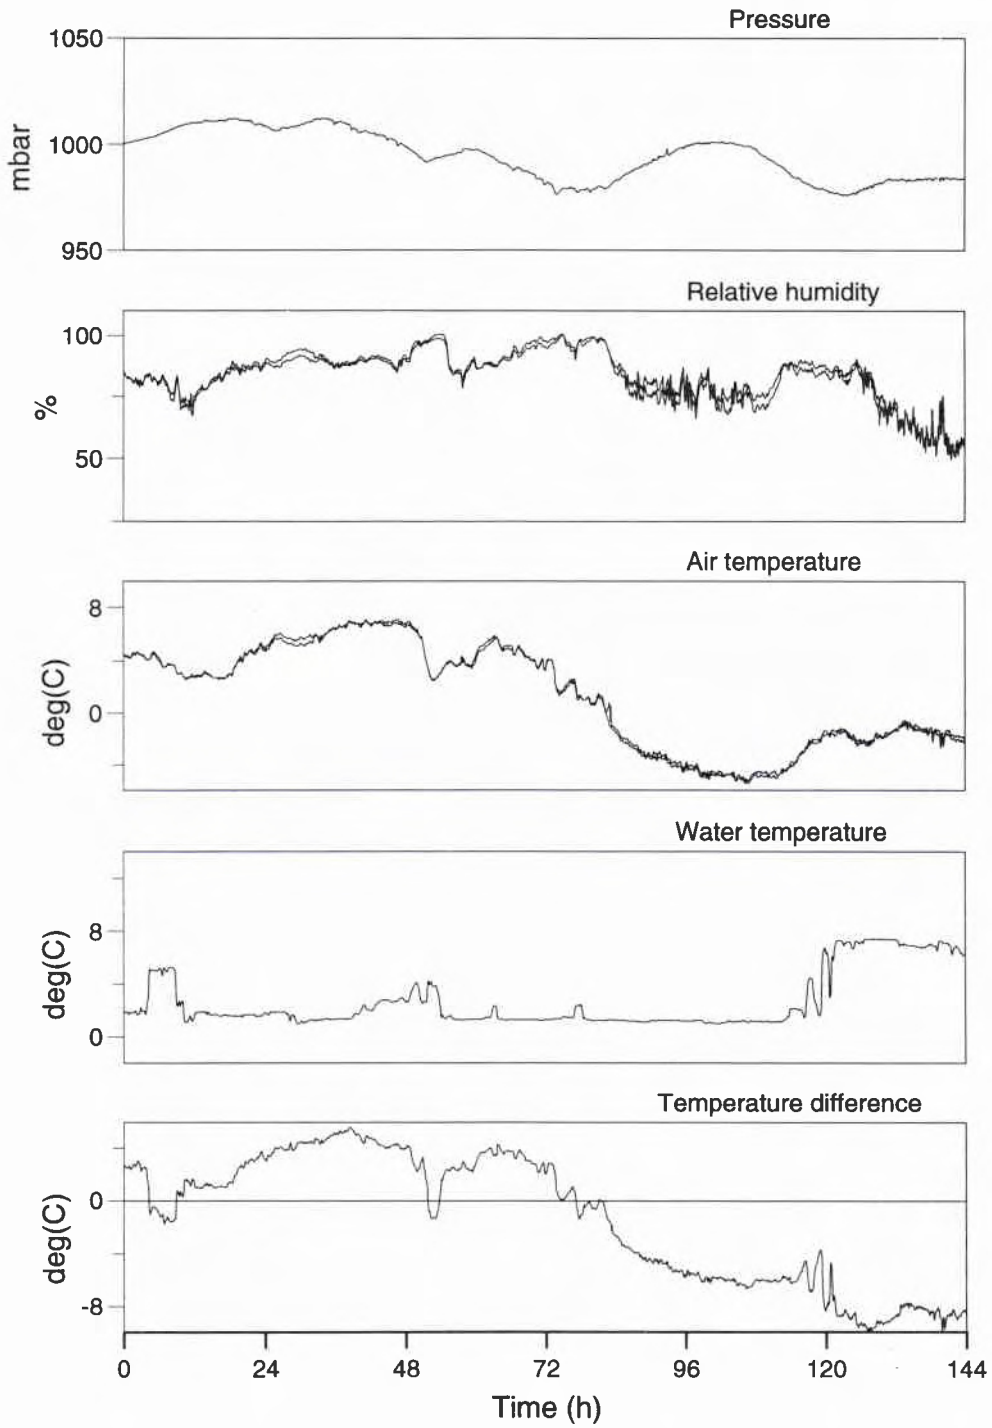 Pressure
1050
1000
950
mbar
Relative humidity
100
50
%
Air temperature
8
0
deg(C)
Water temperature
8
0
deg(C)
Temperature difference
0
-8
deg(C)
0 24 48 72 96 120 144
Time (h)